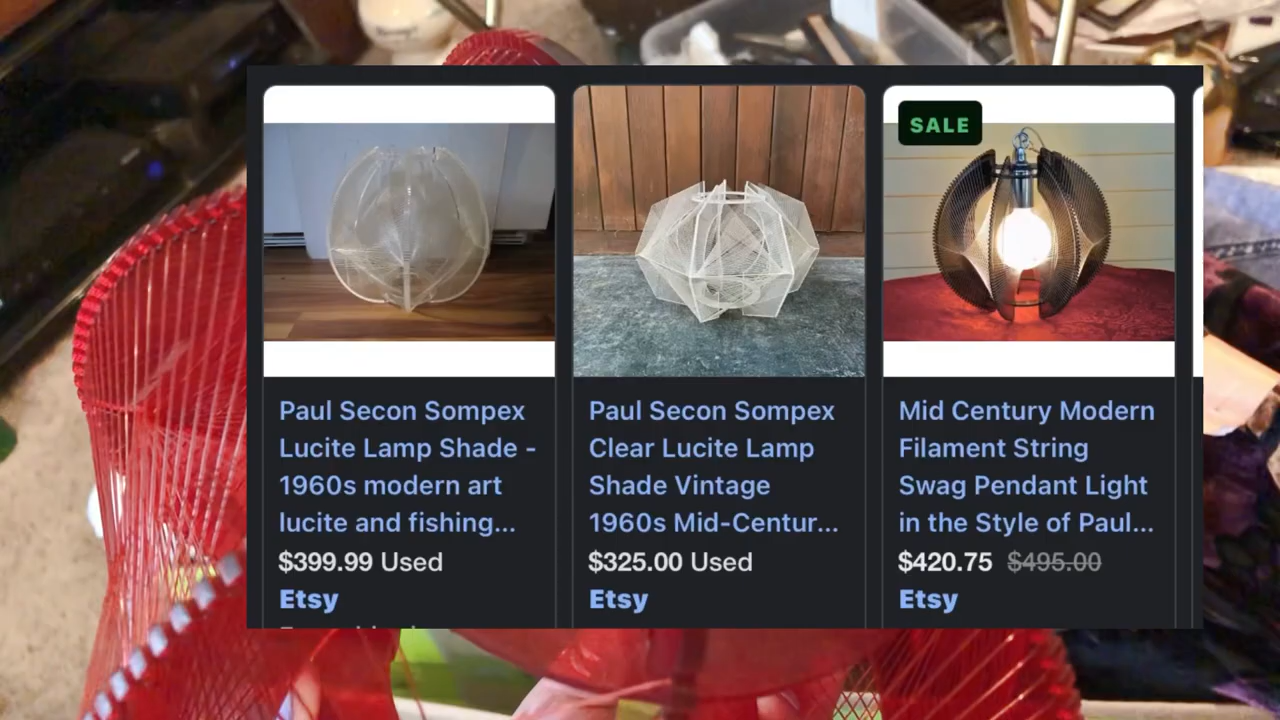 SALE
Paul Secon Sompex
Lucite Lamp Shade -
1960s modern art
lucite and fishing...
$399.99 Used
Etsy
Paul Secon Sompex
Clear Lucite Lamp
Shade Vintage
1960s Mid-Centur...
$325.00 Used
Etsy
Mid Century Modern
Filament String
Swag Pendant Light
in the Style of Paul...
$420.75 $495.00
Etsy